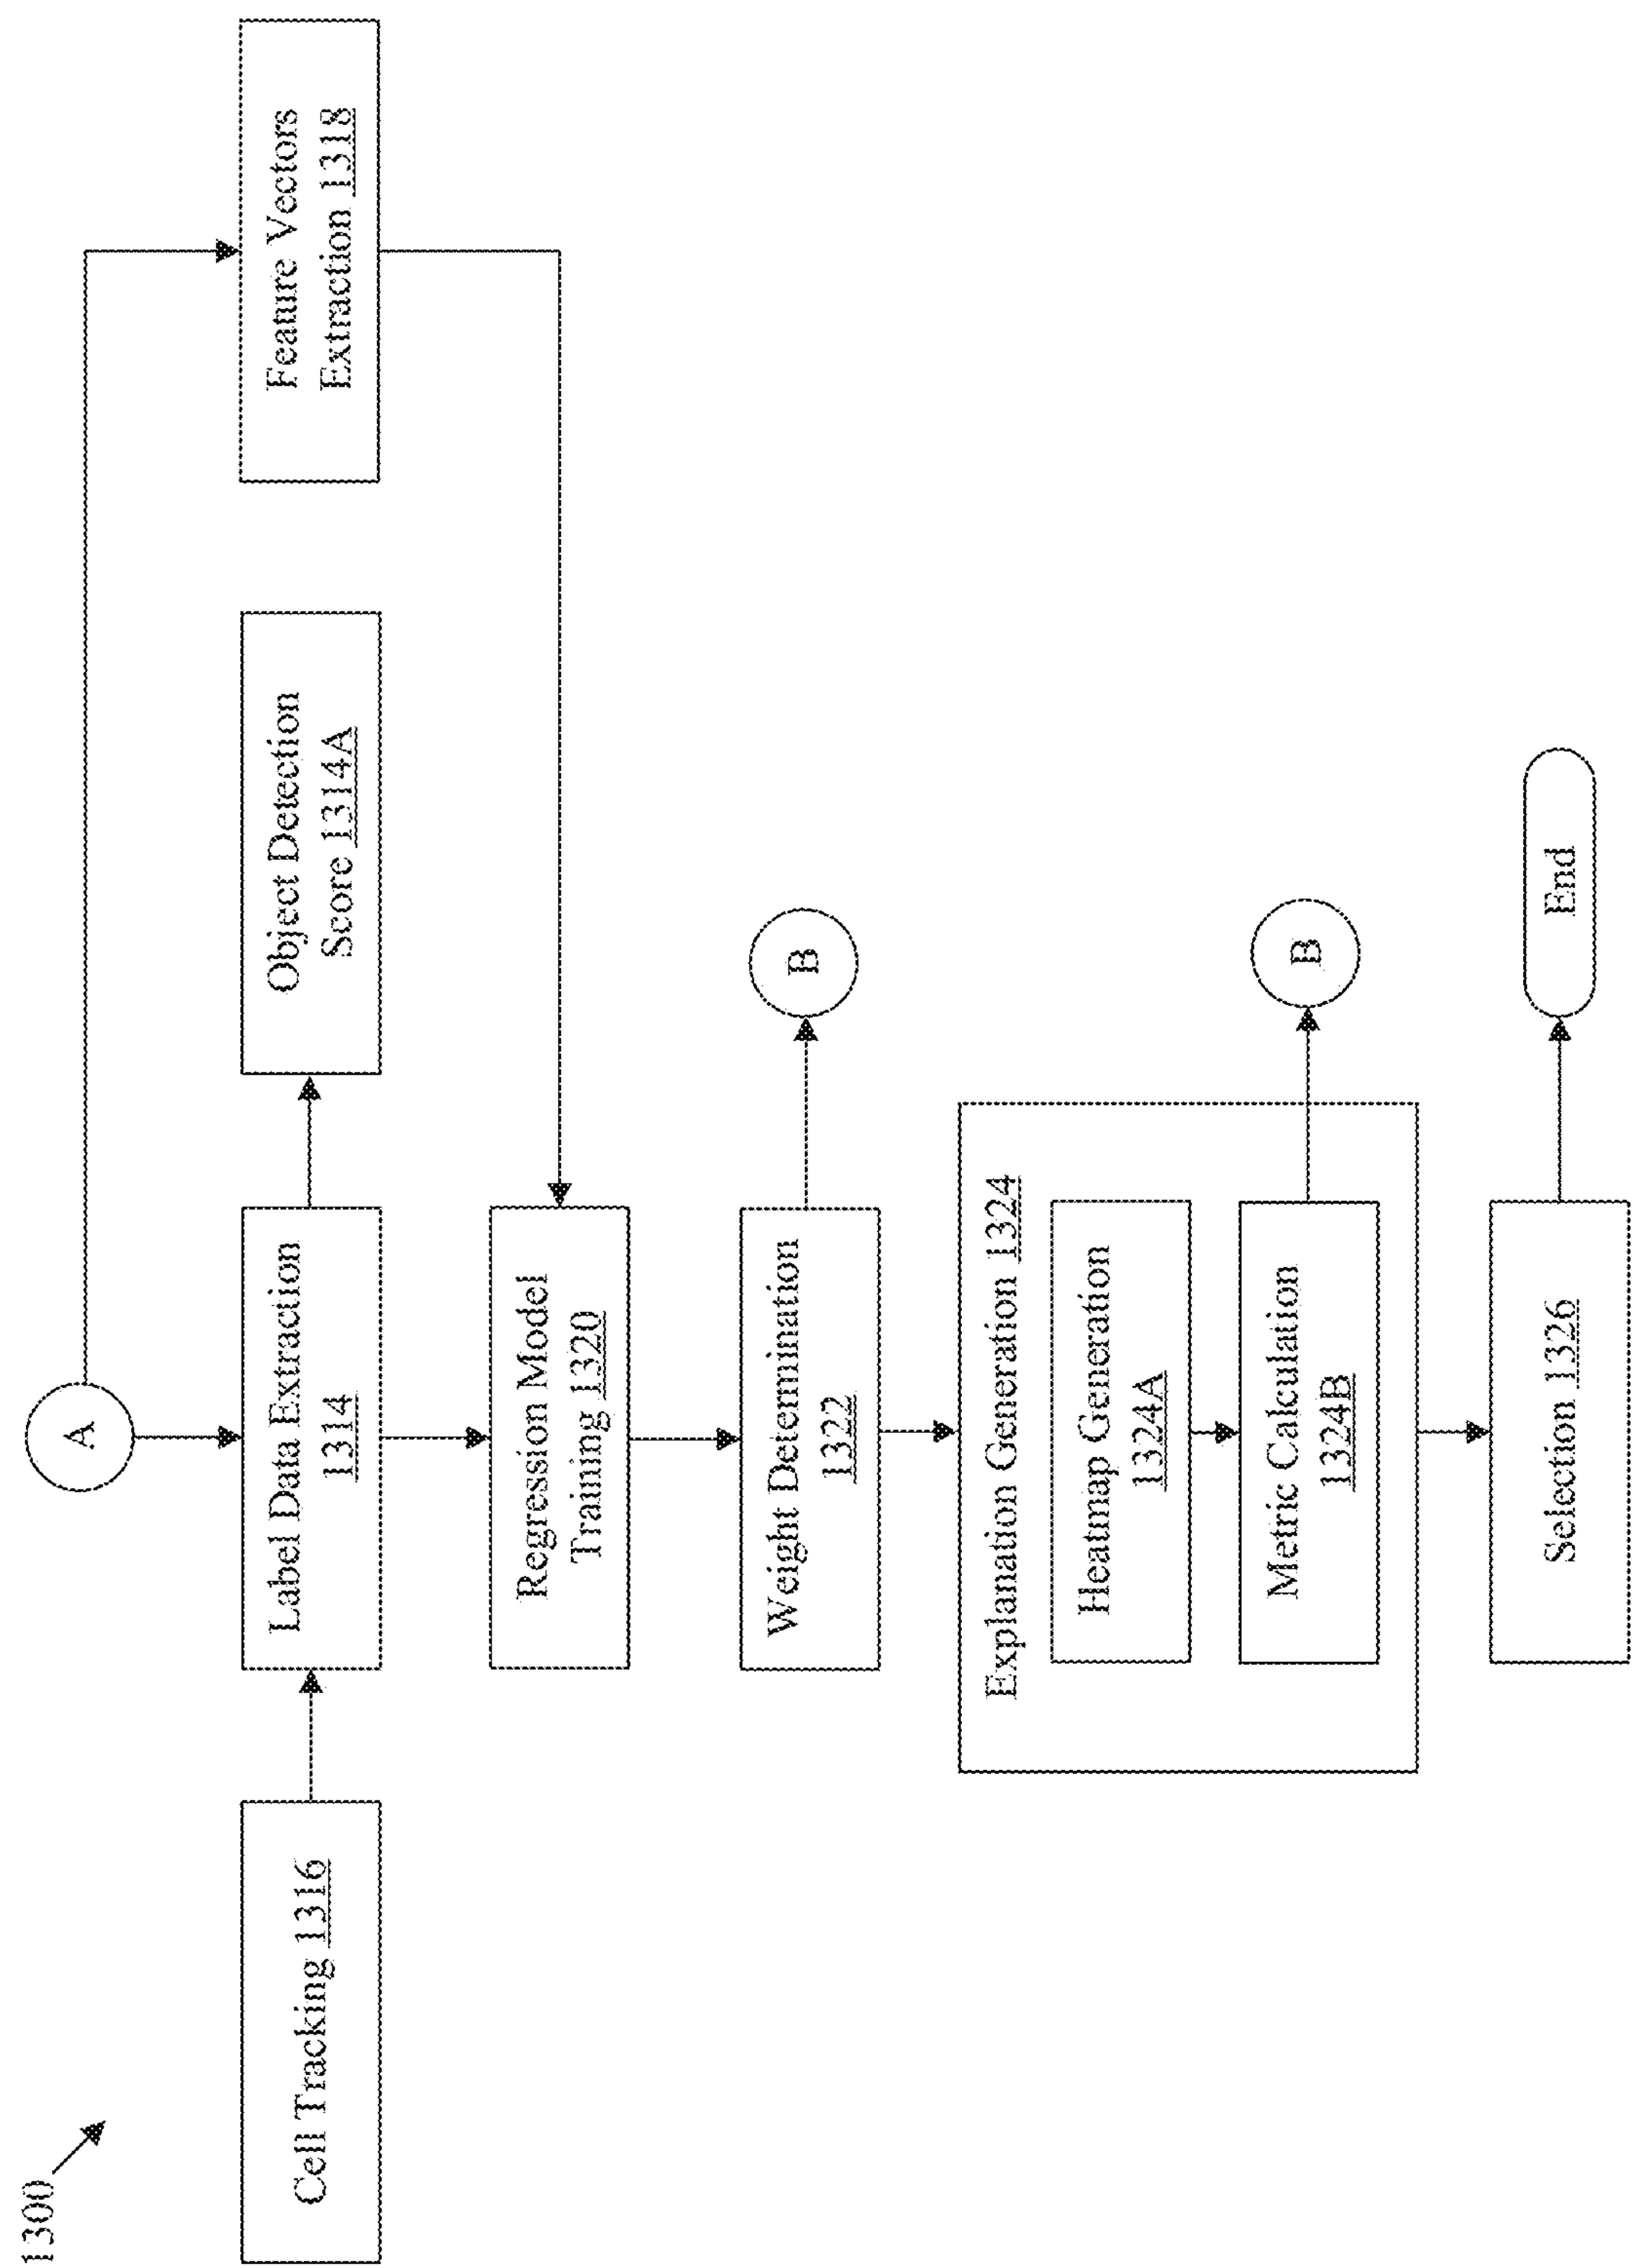 1300
A
Cell Tracking 1316
Label Data Extraction
1314
Object Detection
Score 1314A
Feature Vectors
Extraction 1318
Regression Model
Training 1320
Weight Determination
1322
B
Explanation Generation 1324
Heatmap Generation
1324A
Metric Calculation
1324B
B
Selection 1326
End